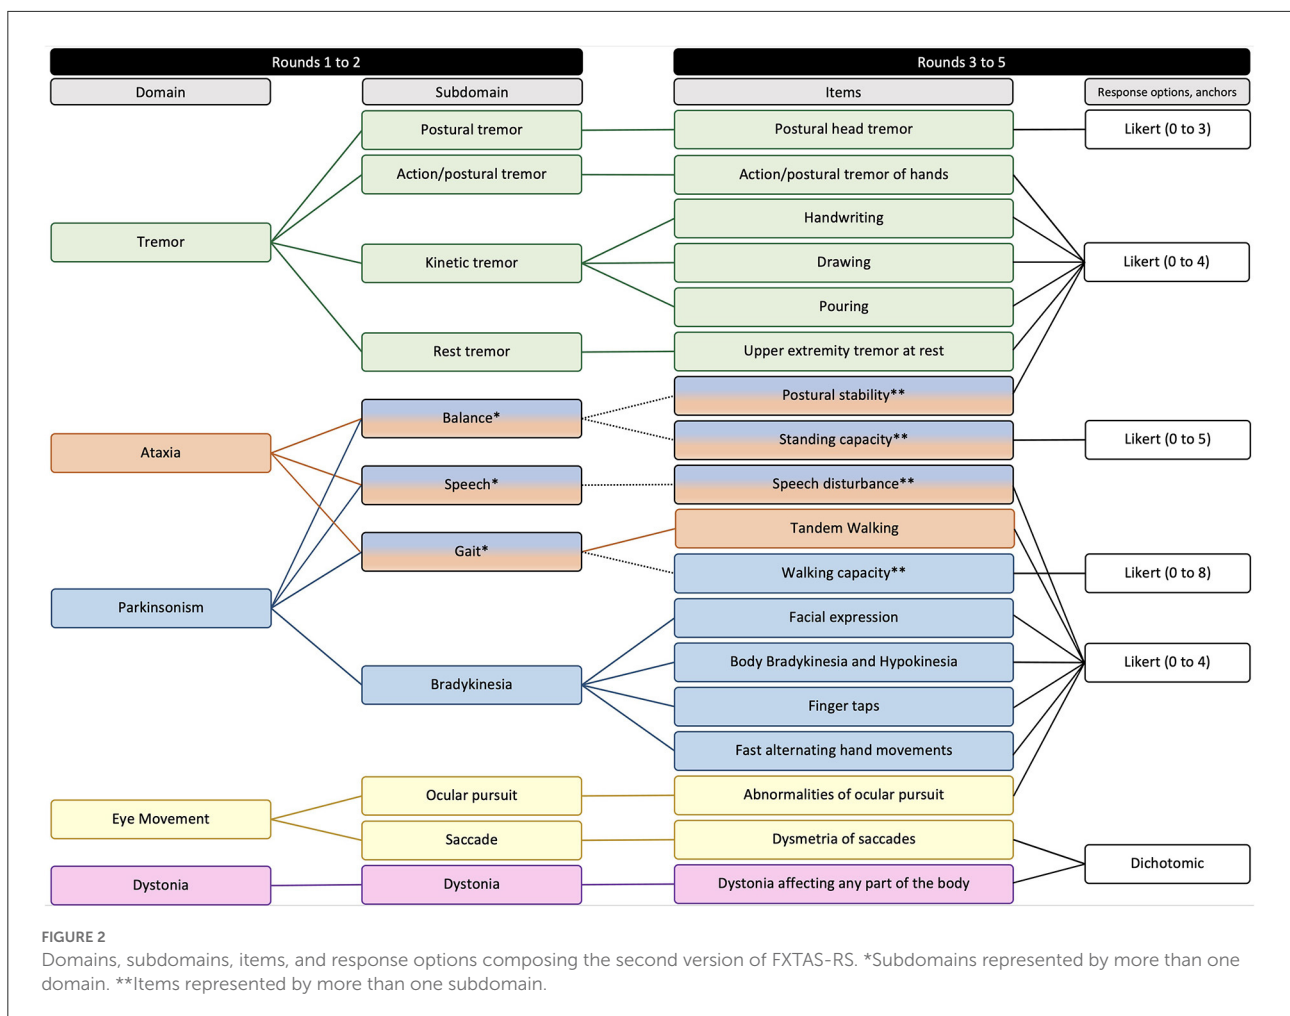 Rounds 1 to 2
Rounds 3 to 5
Domain
Subdomain
Items
Response options, anchors
Postural tremor
Postural head tremor
Likert (0 to 3)
Action/postural tremor
Action/postural tremor of hands
Handwriting
Tremor
Kinetic tremor
Drawing
Likert (0 to 4)
Pouring
Rest tremor
Upper extremity tremor at rest
Postural stability**
Balance*
Standing capacity**
Likert (0 to 5)
Ataxia
Speech*
Speech disturbance**
Tandem Walking
Gait*
Walking capacity**
Likert (0 to 8)
Parkinsonism
Facial expression
Body Bradykinesia and Hypokinesia
Likert (0 to 4)
Bradykinesia
Finger taps
Fast alternating hand movements
Ocular pursuit
Abnormalities of ocular pursuit
Eye Movement
Saccade
Dysmetria of saccades
Dichotomic
Dystonia
Dystonia
Dystonia affecting any part of the body
FIGURE 2
Domains, subdomains, items, and response options composing the second version of FXTAS-RS. *Subdomains represented by more than one
domain. **Items represented by more than one subdomain.